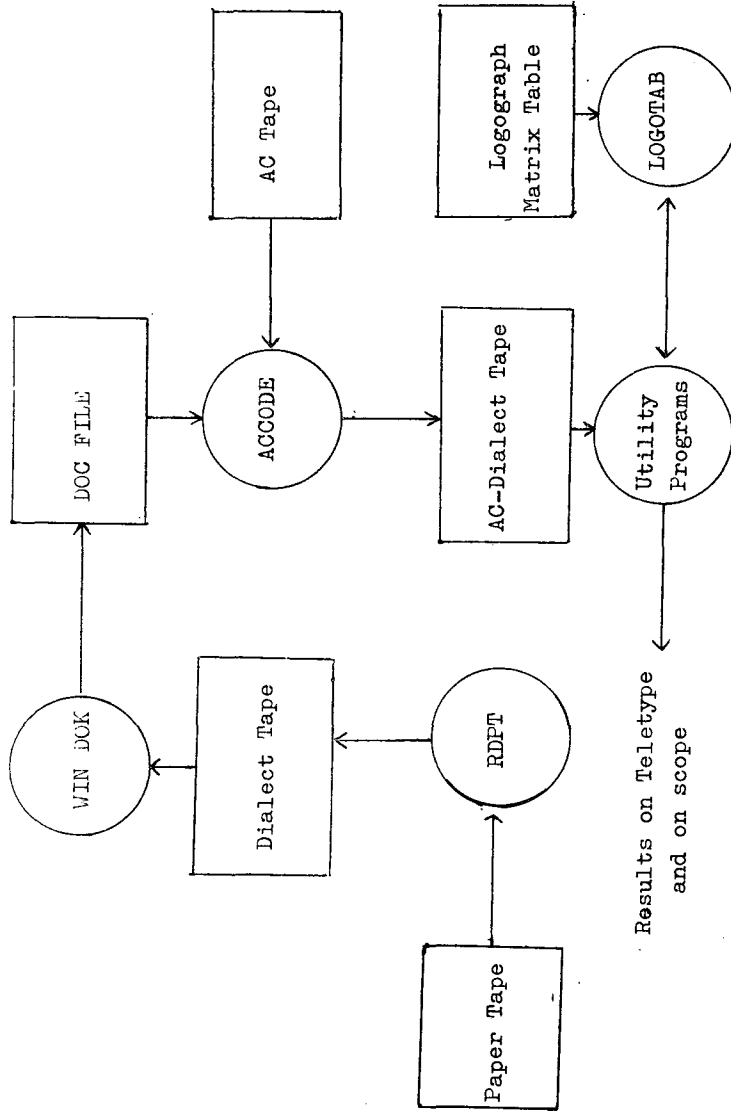 WIN DOK
DOC FILE
Dialect Tape
ACCODE
AC Tape
RDPT
Paper Tape
AC-Dialect Tape
Logograph
Matrix Table
Utility
Programs
LOGOTAB
Results on Teletype
and on scope